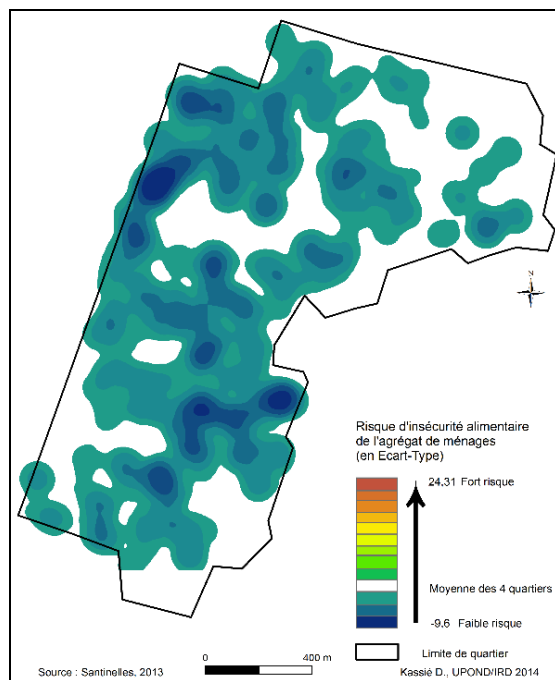 Risque d'insécurité alimentaire
de l'agrégat de ménages
(en Ecart-Type)
24,31 Fort risque
Moyenne des 4 quartiers
-9.6 Faible risque
Limite de quartier
Source : Santinelles, 2013
0 400 m
Kassié D., UPOND/IRD 2014